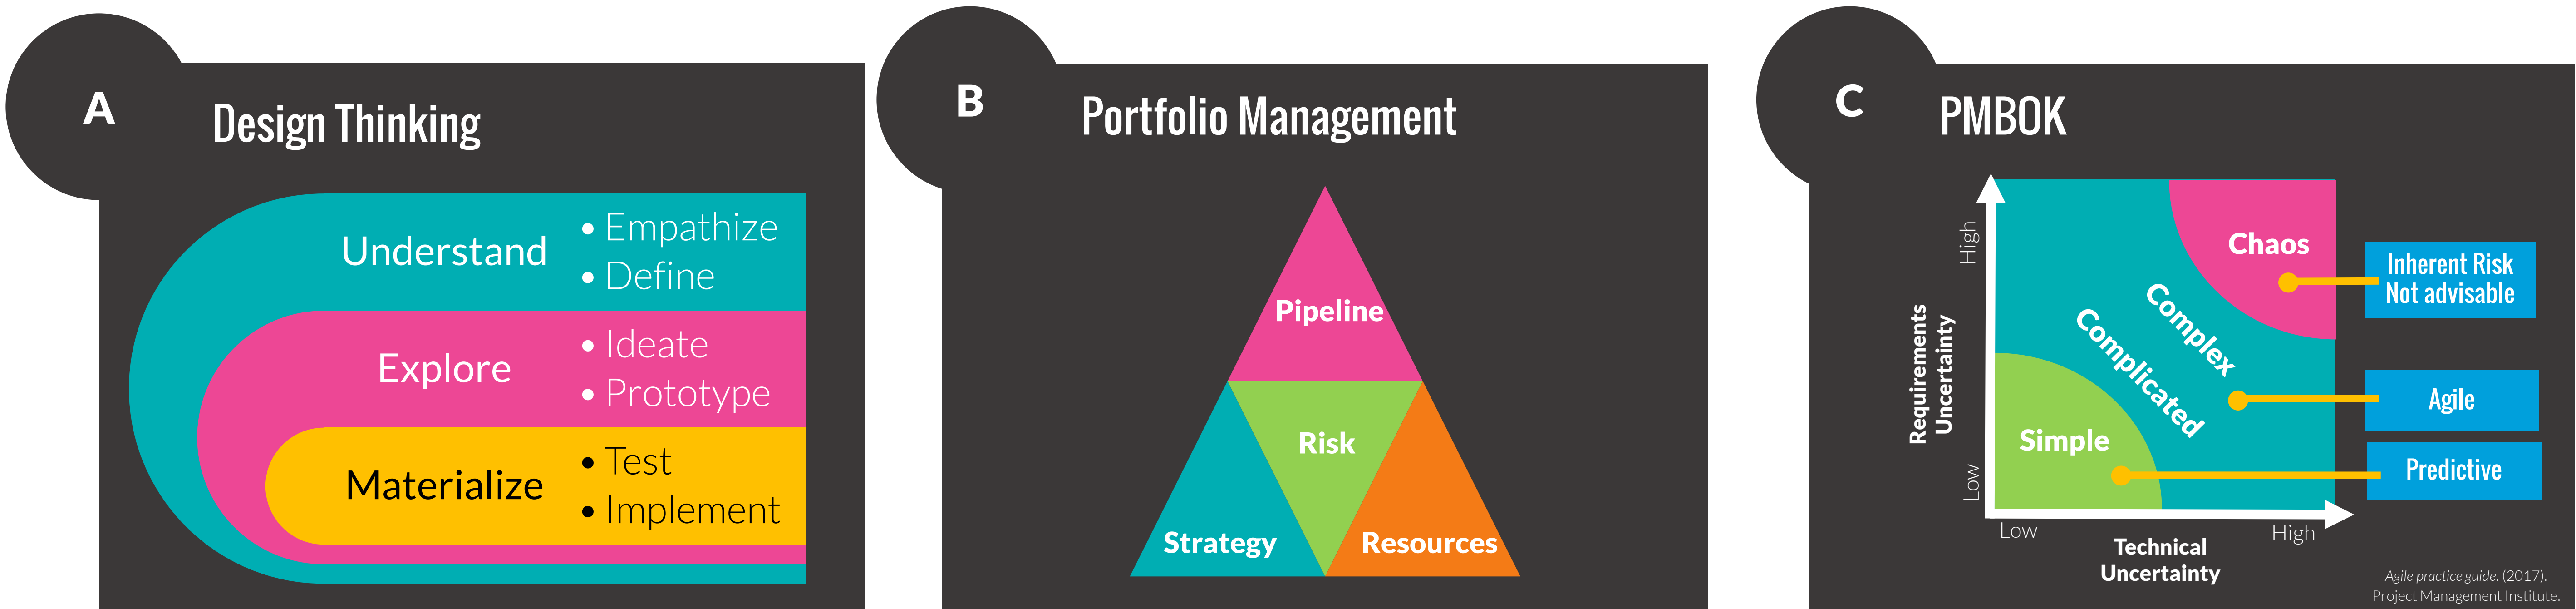 A
Design Thinking
Understand
• Empathize
• Define
Explore
• Ideate
• Prototype
Materialize
• Test
• Implement
B
Portfolio Management
Pipeline
Risk
Strategy
Resources
C
PMBOK
High
Requirements
Uncertainty
Low
Chaos
Complex
Complicated
Simple
Inherent Risk
Not advisable
Agile
Predictive
Low
High
Technical
Uncertainty
Agile practice guide. (2017).
Project Management Institute.